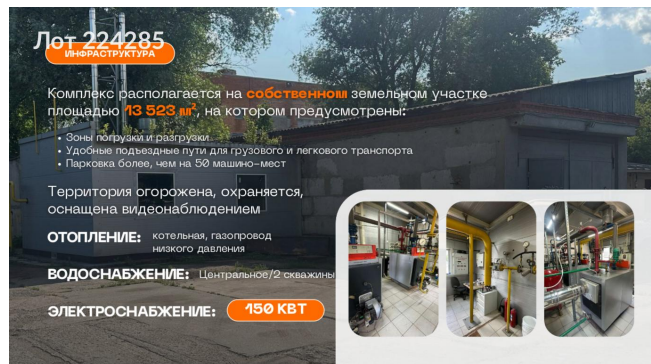 Лот 224285
ИНФРАСТРУКТУРА
Комплекс располагается на собственном земельном участке
площадью 13 523 м², на котором предусмотрены:
• Зоны погрузки и разгрузки
• Удобные подъездные пути для грузового и легкового транспорта
• Парковка более, чем на 50 машино-мест
Территория огорожена, охраняется,
оснащена видеонаблюдением
ОТОПЛЕНИЕ: котельная, газопровод
низкого давления
ВОДОСНАБЖЕНИЕ: Центральное/2 скважины
ЭЛЕКТРОСНАБЖЕНИЕ: 150 КВТ